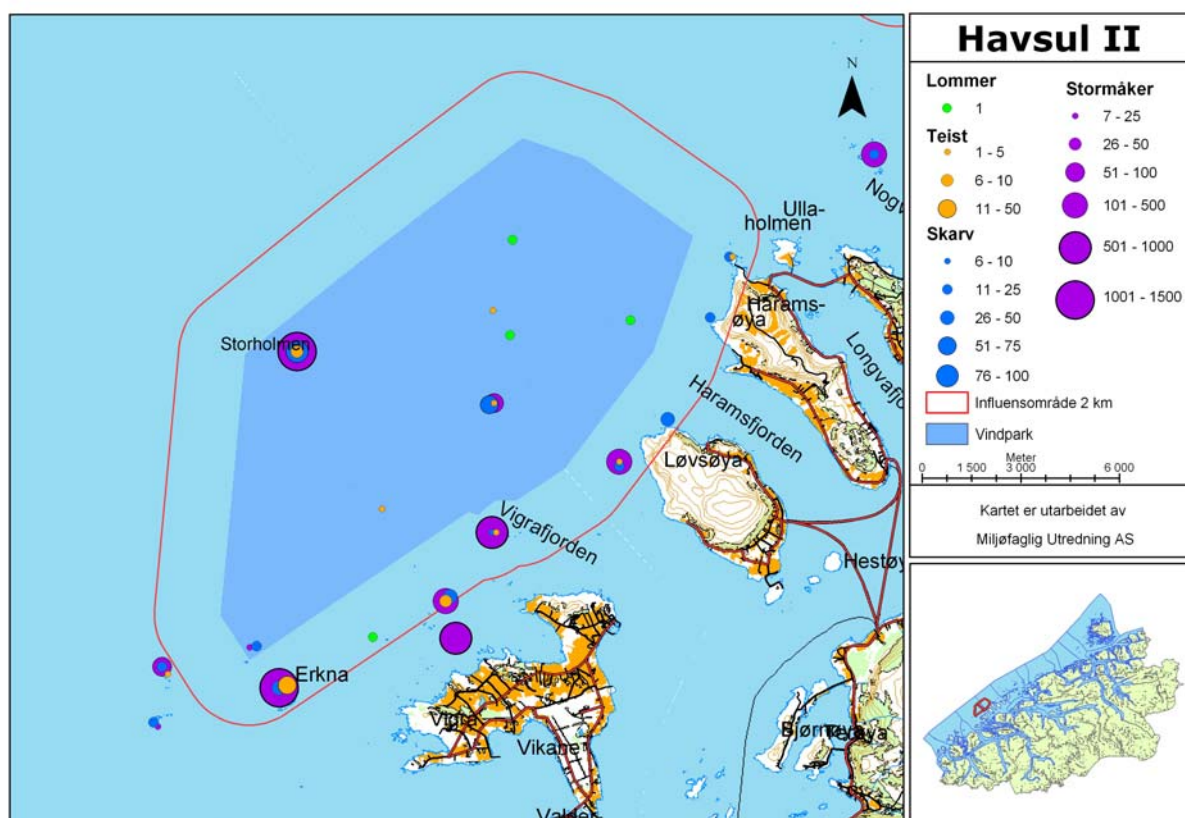 Havsul II
Lommer
1
Teist
1 - 5
6 - 10
11 - 50
Skarv
6 - 10
11 - 25
26 - 50
51 - 75
76 - 100
Stormåker
7 - 25
26 - 50
51 - 100
101 - 500
501 - 1000
1001 - 1500
Influensområde 2 km
Vindpark
Meter
0 1 500 3 000 6 000
Kartet er utarbeidet av
Miljøfaglig Utredning AS
N
Ulla-
holmen
Harams-
øya
Storholmen
Haramsfjorden
Løvsøya
Vigrafjorden
Erkna
Vigra
Vikane